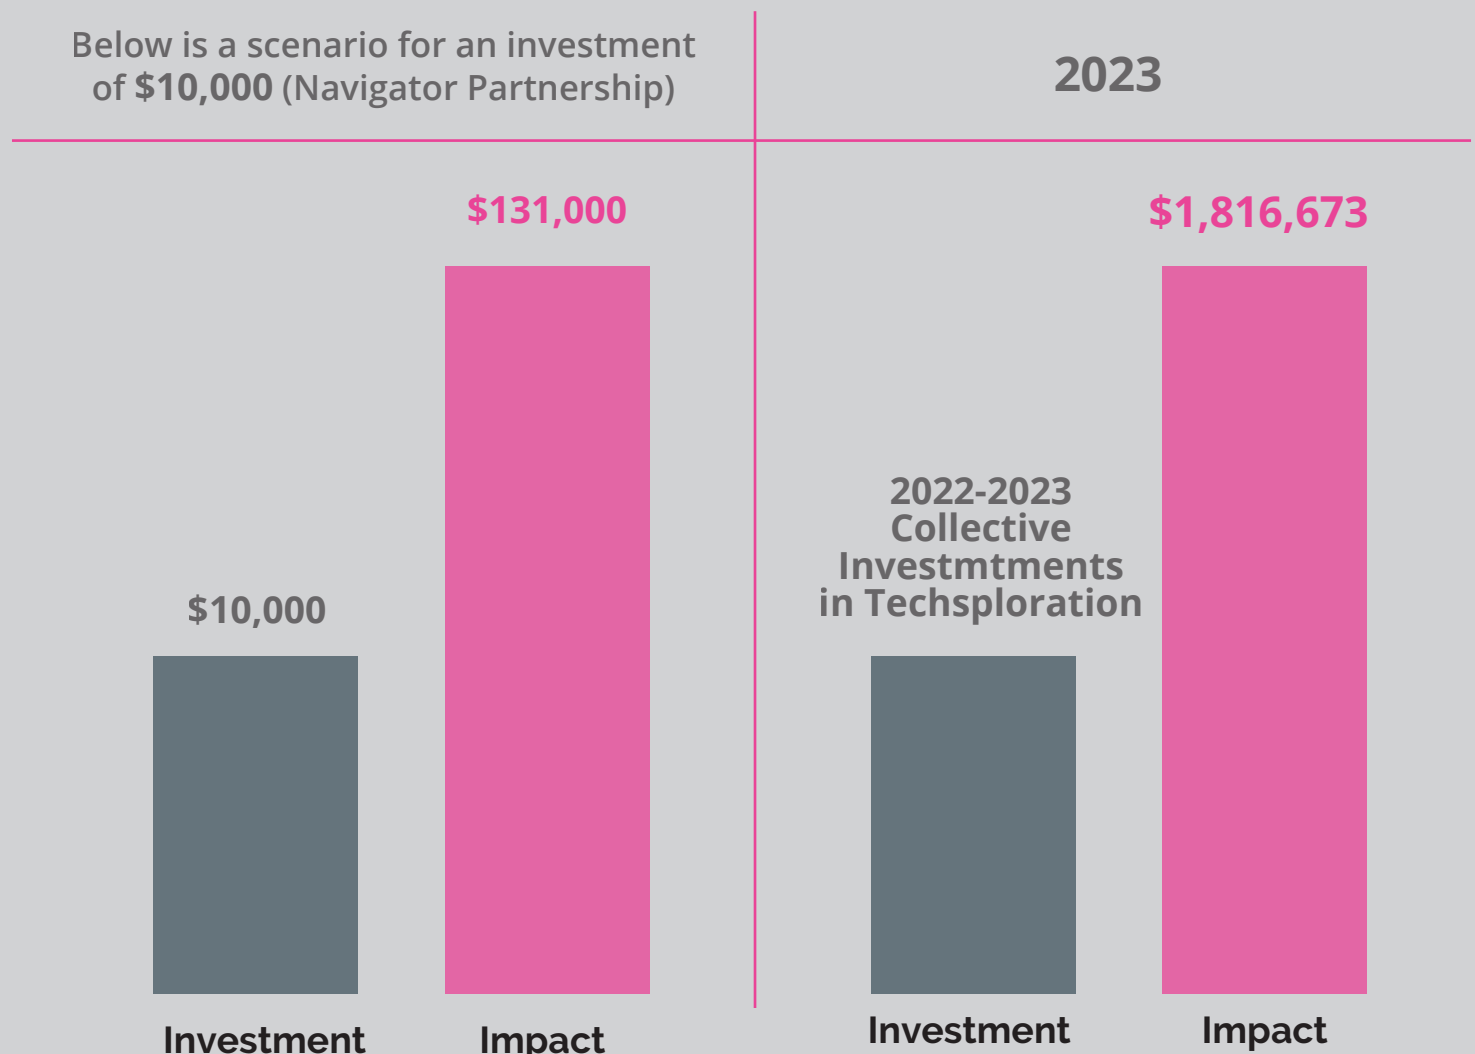 Below is a scenario for an investment
of $10,000 (Navigator Partnership)
$131,000
$10,000
Investment
Impact
2023
$1,816,673
2022-2023
Collective
Investmtments
in Techsploration
Investment
Impact